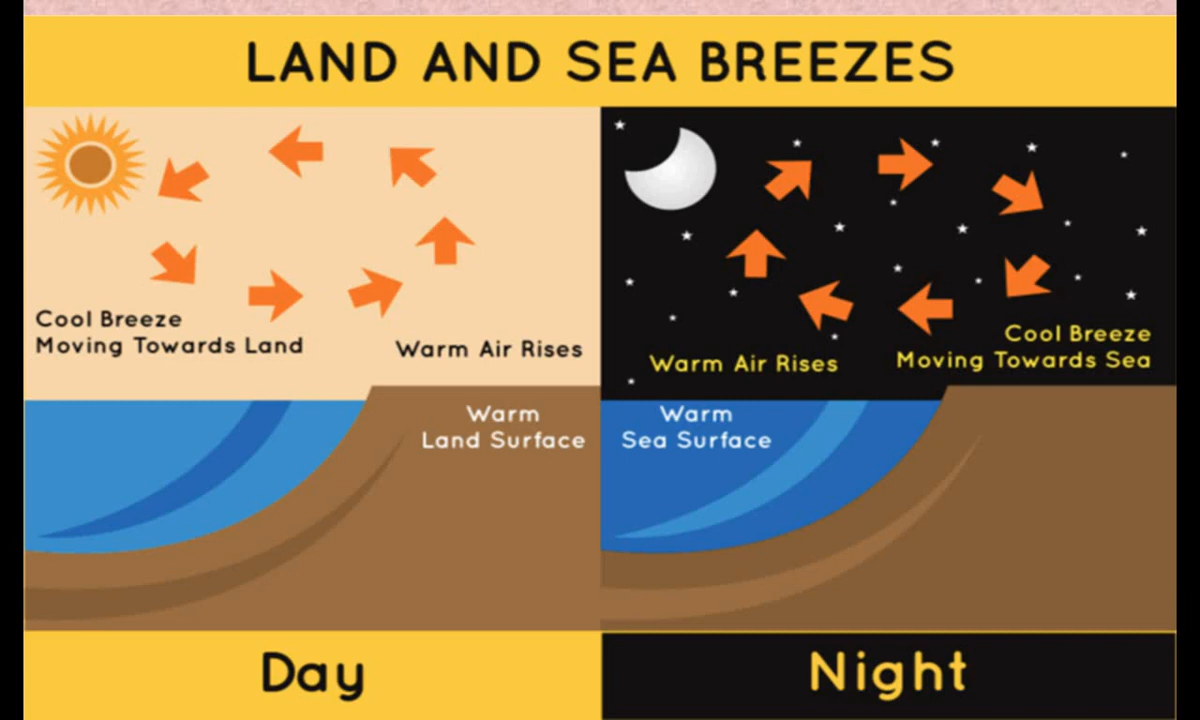 LAND AND SEA BREEZES
Cool Breeze
Moving Towards Land
Warm Air Rises
Warm
Land Surface
Day
Warm Air Rises
Cool Breeze
Moving Towards Sea
Warm
Sea Surface
Night